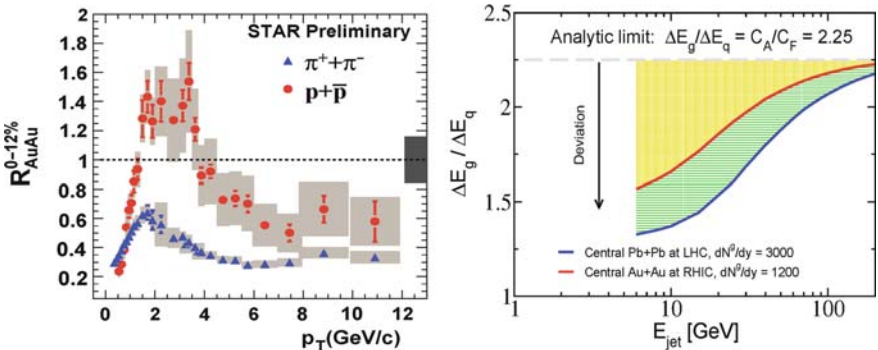 STAR Preliminary
π⁺+π⁻
p+p̄
R_AuAu^0-12%
2
1.8
1.6
1.4
1.2
1
0.8
0.6
0.4
0.2
0 2 4 6 8 10 12
p_T(GeV/c)
Analytic limit: ΔE_g/ΔE_q = C_A/C_F = 2.25
Deviation
ΔE_g / ΔE_q
2.5
2
1.5
1
Central Pb+Pb at LHC, dN^g/dy = 3000
Central Au+Au at RHIC, dN^g/dy = 1200
1 10 100
E_jet [GeV]